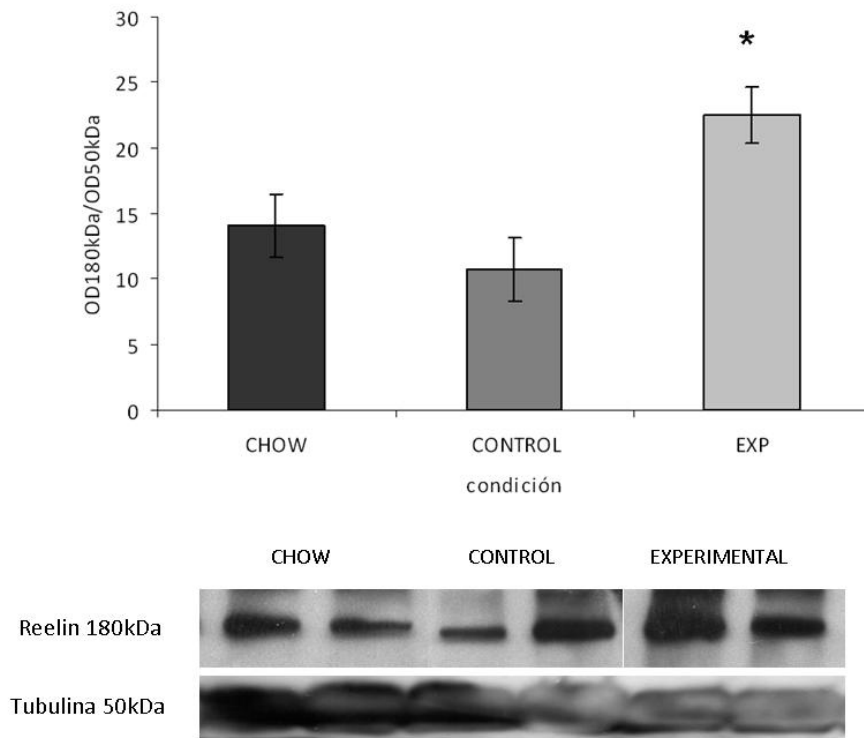 30
25
20
15
10
5
0
OD180kDa/OD50kDa
*
CHOW CONTROL EXP
condición
CHOW CONTROL EXPERIMENTAL
Reelin 180kDa
Tubulina 50kDa